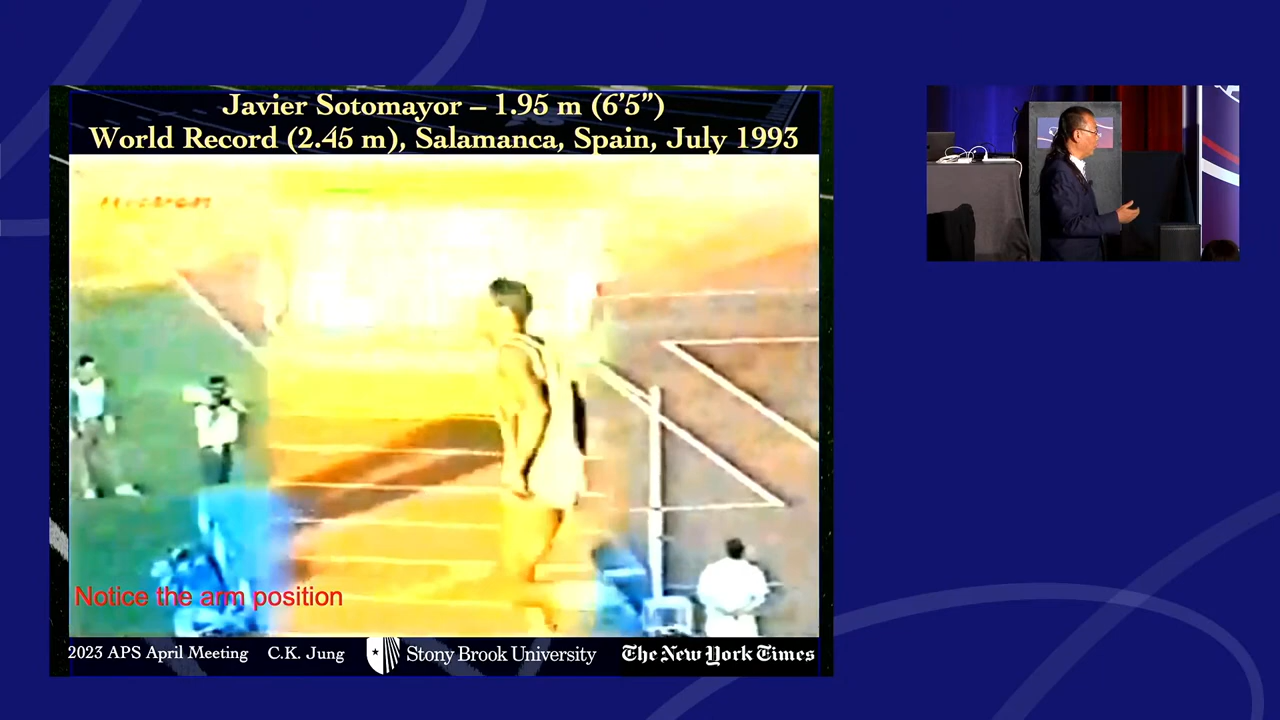 Javier Sotomayor – 1.95 m (6'5”)
World Record (2.45 m), Salamanca, Spain, July 1993
Notice the arm position
2023 APS April Meeting C.K. Jung Stony Brook University The New York Times